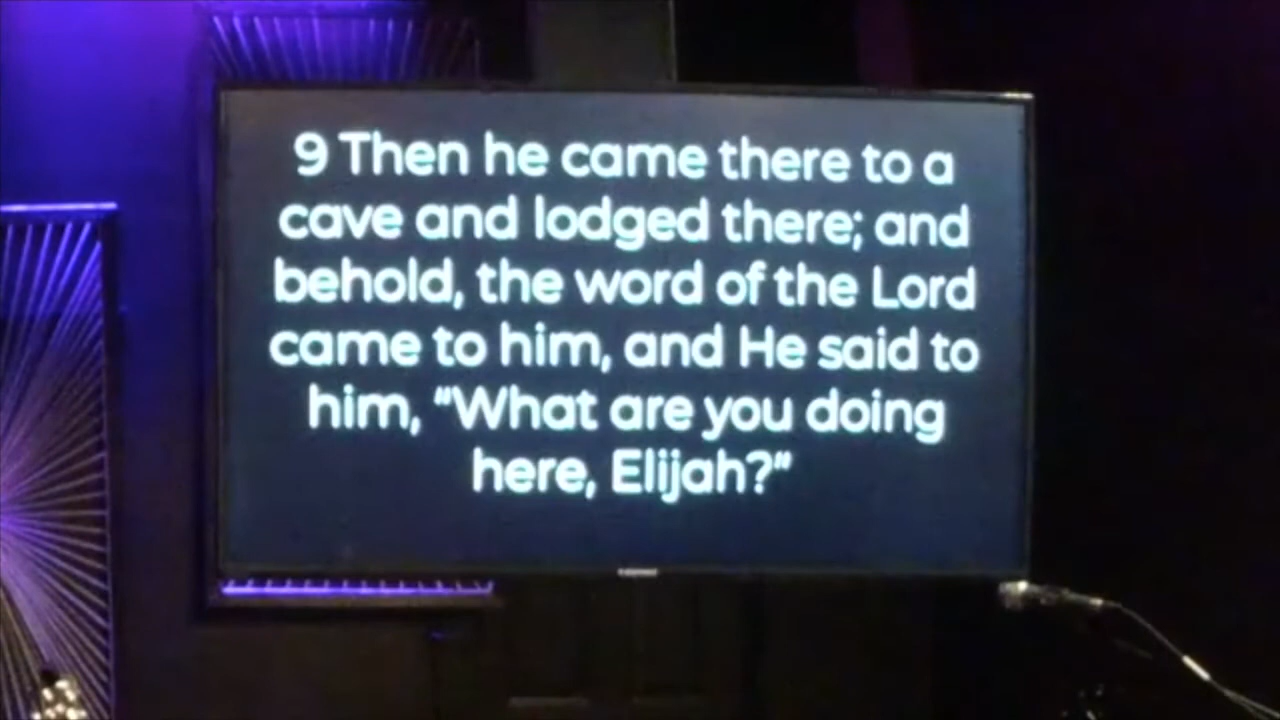 9 Then he came there to a
cave and lodged there; and
behold, the word of the Lord
came to him, and He said to
him, "What are you doing
here, Elijah?"